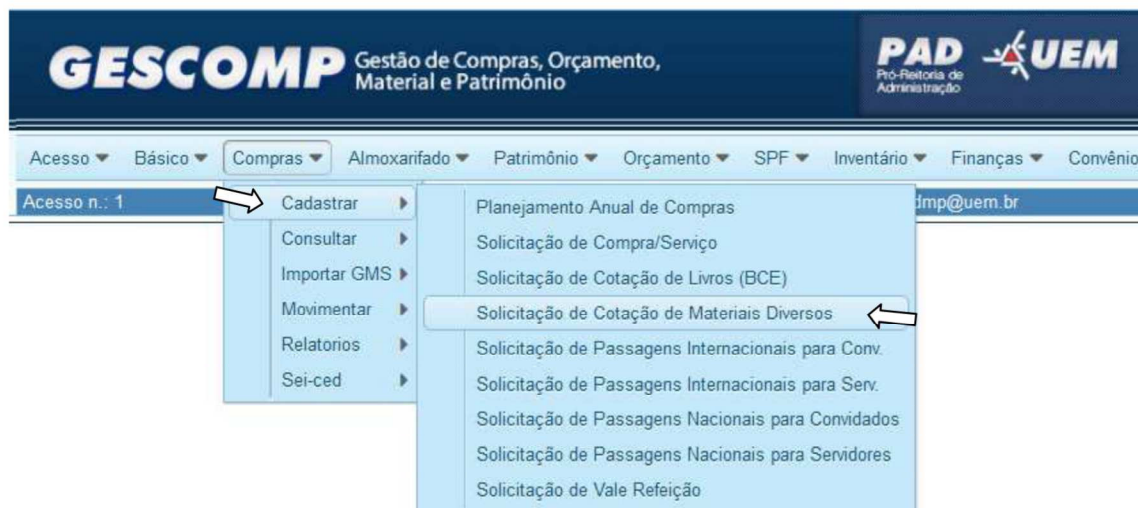 GESCOMP
Gestão de Compras, Orçamento,
Material e Patrimônio
PAD
Pró-Reitoria de
Administração
UEM
Acesso Básico Compras Almoxarifado Patrimônio Orçamento SPF Inventário Finanças Convênio
Acesso n.: 1
dmp@uem.br
Cadastrar
Consultar
Importar GMS
Movimentar
Relatorios
Sei-ced
Planejamento Anual de Compras
Solicitação de Compra/Serviço
Solicitação de Cotação de Livros (BCE)
Solicitação de Cotação de Materiais Diversos
Solicitação de Passagens Internacionais para Conv.
Solicitação de Passagens Internacionais para Serv.
Solicitação de Passagens Nacionais para Convidados
Solicitação de Passagens Nacionais para Servidores
Solicitação de Vale Refeição